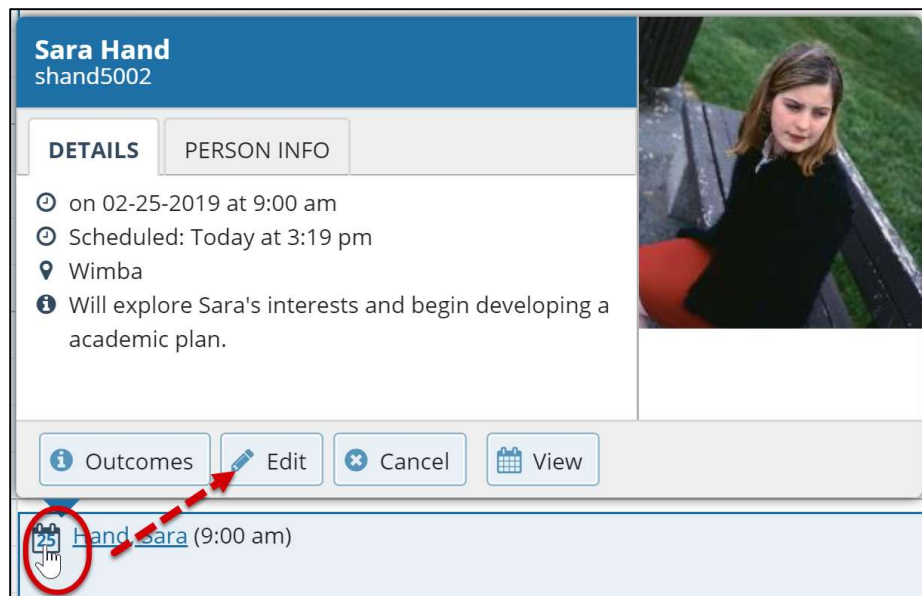 Sara Hand
shand5002
DETAILS PERSON INFO
on 02-25-2019 at 9:00 am
Scheduled: Today at 3:19 pm
Wimba
Will explore Sara's interests and begin developing a
academic plan.
Outcomes Edit Cancel View
25 Hand, Sara (9:00 am)